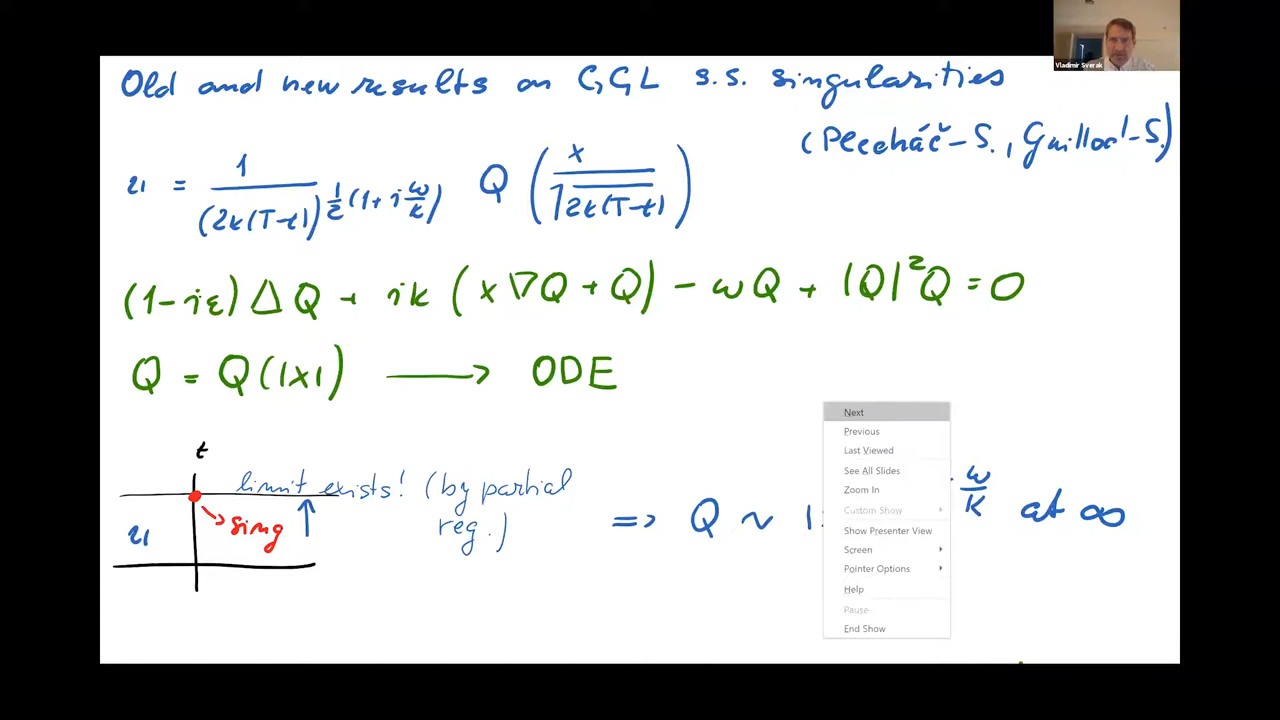 Vladimir Sverak
Old and new results on CGL s.s. singularities
(Plecháč – S., Guillod – S.)
u = 1 / (2k(T-t))^{1/2 (1 + i ω/k)} Q ( x / √2k(T-t) )
(1-iε) Δ Q + ik (x∇Q + Q) – ωQ + |Q|²Q = 0
Q = Q(|x|) → ODE
t
limit exists! (by partial
reg.)
u
sing
⇒ Q ~ ω/k at ∞
Next
Previous
Last Viewed
See All Slides
Zoom In
Custom Show
Show Presenter View
Screen
Pointer Options
Help
Pause
End Show